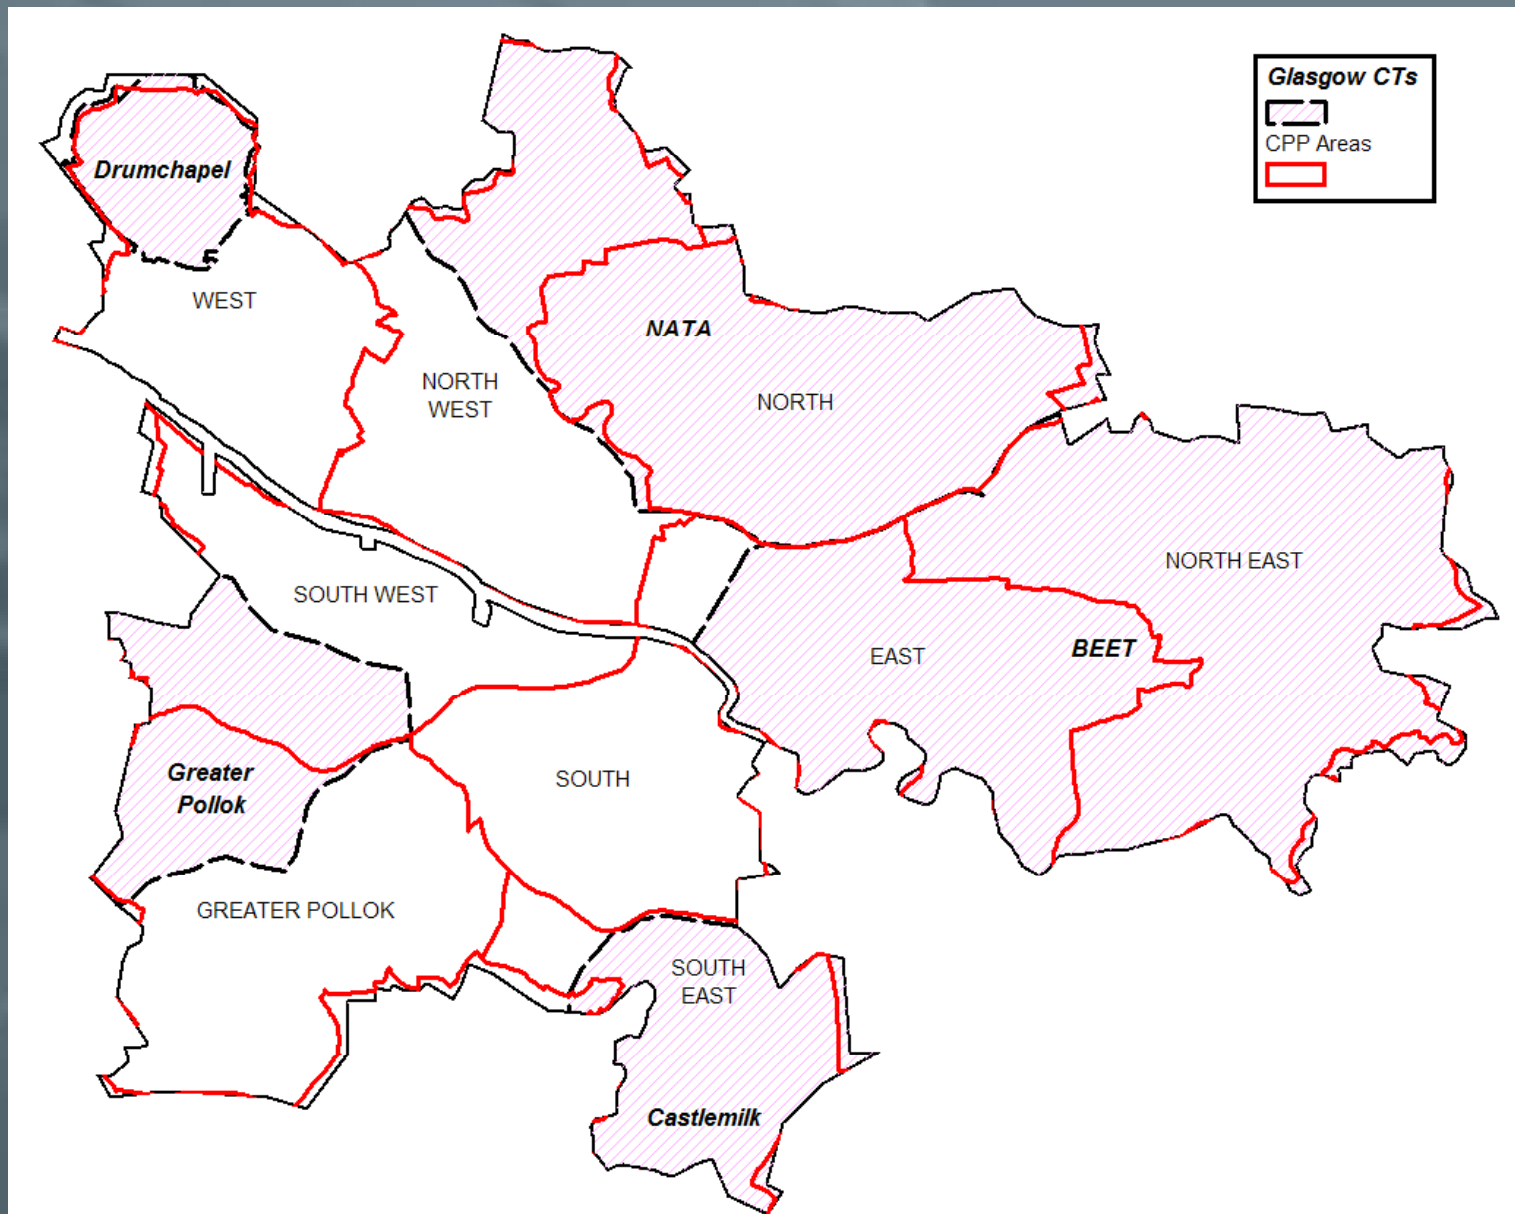 Glasgow CTs
CPP Areas
Drumchapel
WEST
NATA
NORTH
WEST
NORTH
NORTH EAST
SOUTH WEST
EAST
BEET
Greater
Pollok
SOUTH
GREATER POLLOK
SOUTH
EAST
Castlemilk